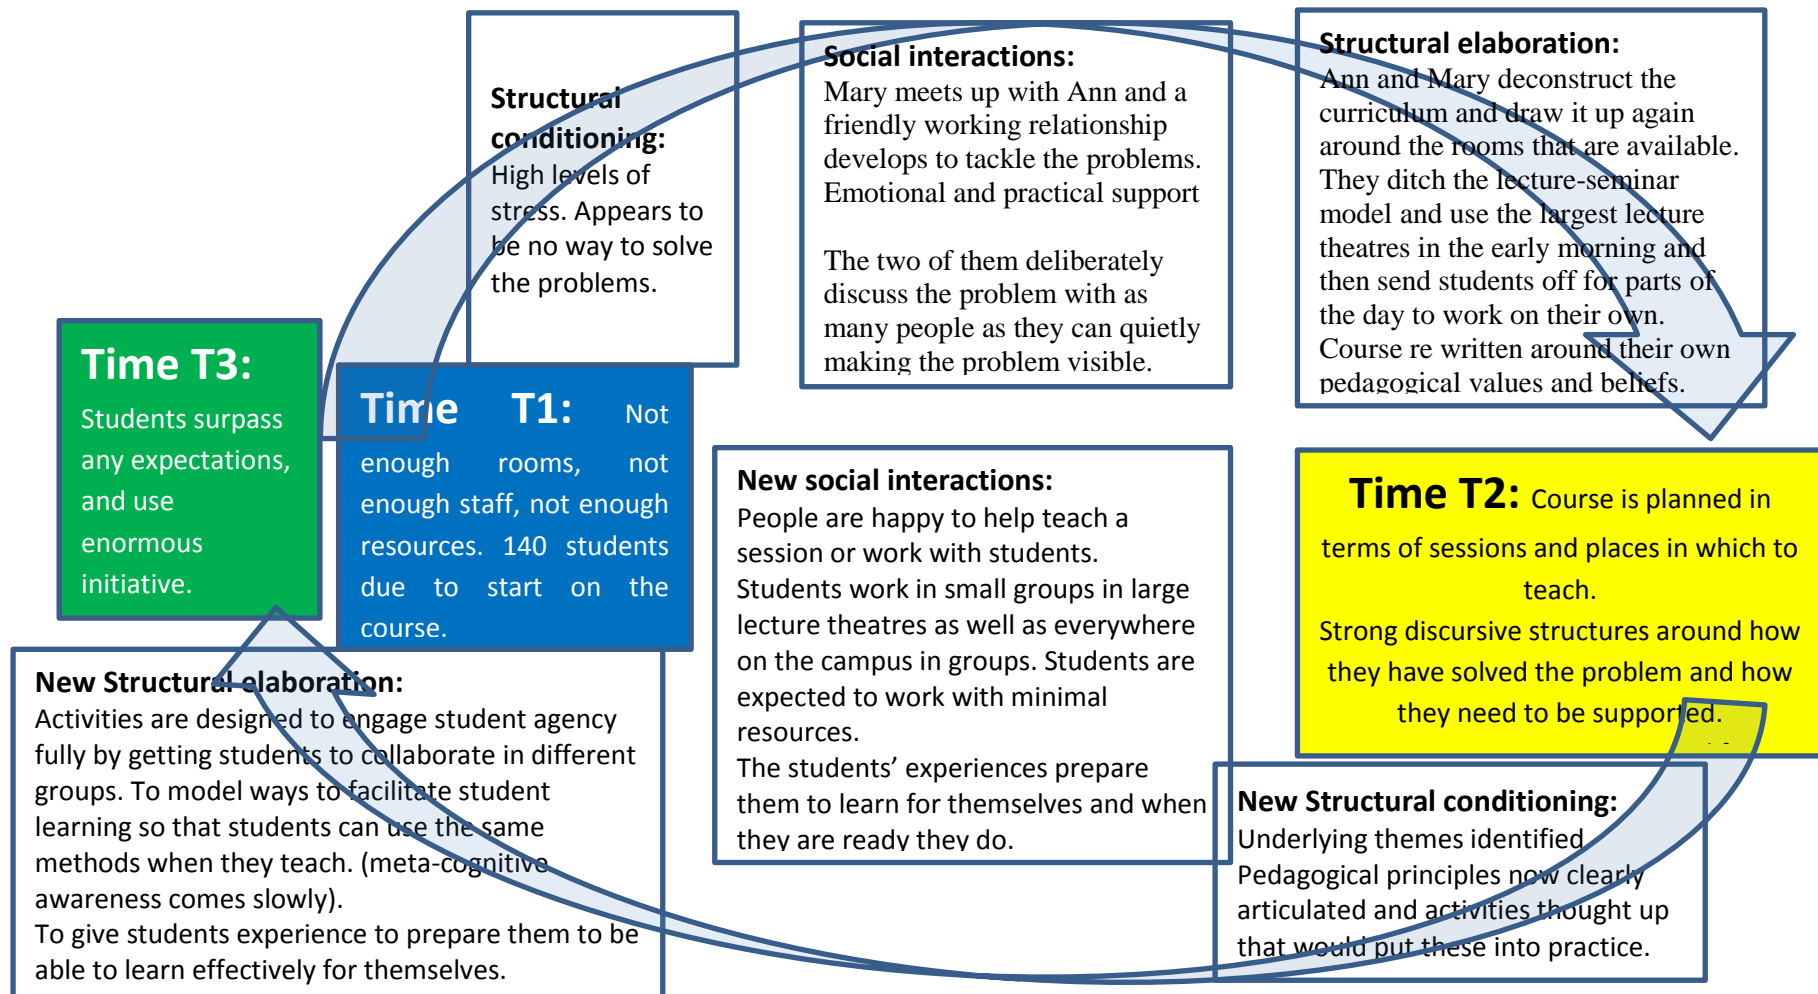 Structural
conditioning:
High levels of
stress. Appears to
be no way to solve
the problems.
Social interactions:
Mary meets up with Ann and a
friendly working relationship
develops to tackle the problems.
Emotional and practical support
The two of them deliberately
discuss the problem with as
many people as they can quietly
making the problem visible.
Structural elaboration:
Ann and Mary deconstruct the
curriculum and draw it up again
around the rooms that are available.
They ditch the lecture-seminar
model and use the largest lecture
theatres in the early morning and
then send students off for parts of
the day to work on their own.
Course re written around their own
pedagogical values and beliefs.
Time T3:
Students surpass
any expectations,
and use
enormous
initiative.
Time T1: Not
enough rooms, not
enough staff, not enough
resources. 140 students
due to start on the
course.
New social interactions:
People are happy to help teach a
session or work with students.
Students work in small groups in large
lecture theatres as well as everywhere
on the campus in groups. Students are
expected to work with minimal
resources.
The students’ experiences prepare
them to learn for themselves and when
they are ready they do.
Time T2: Course is planned in
terms of sessions and places in which to
teach.
Strong discursive structures around how
they have solved the problem and how
they need to be supported.
New Structural elaboration:
Activities are designed to engage student agency
fully by getting students to collaborate in different
groups. To model ways to facilitate student
learning so that students can use the same
methods when they teach. (meta-cognitive
awareness comes slowly).
To give students experience to prepare them to be
able to learn effectively for themselves.
New Structural conditioning:
Underlying themes identified
Pedagogical principles now clearly
articulated and activities thought up
that would put these into practice.